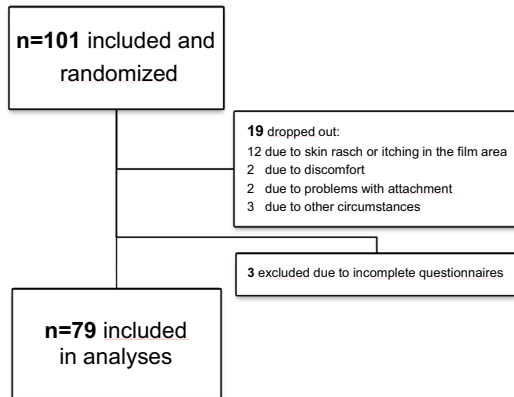 n=101 included and
randomized
19 dropped out:
12 due to skin rasch or itching in the film area
2 due to discomfort
2 due to problems with attachment
3 due to other circumstances
3 excluded due to incomplete questionnaires
n=79 included
in analyses